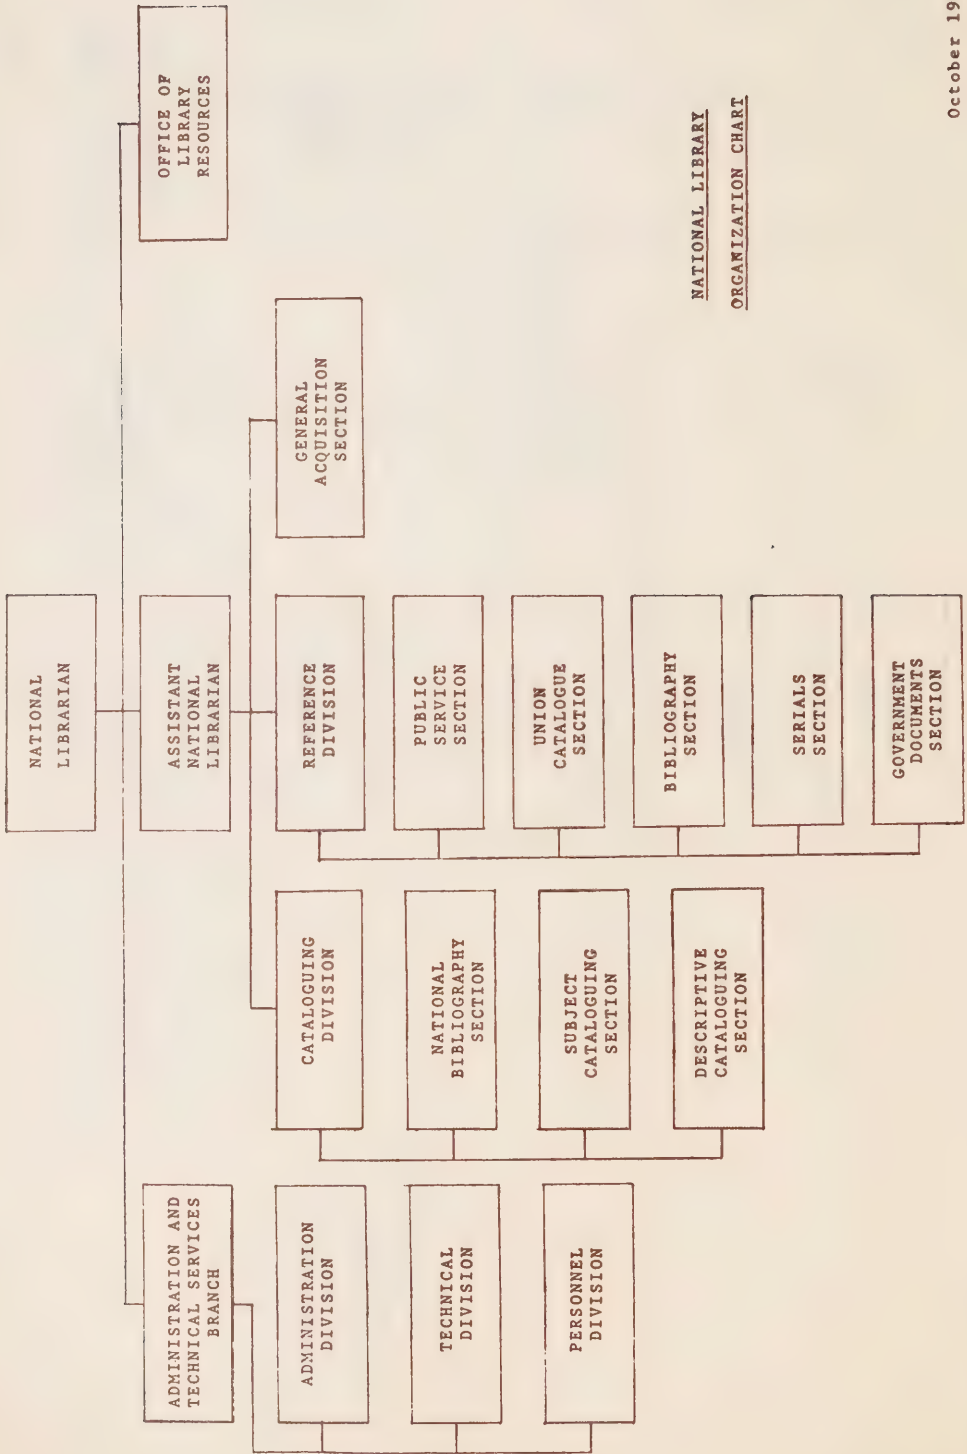 NATIONAL
LIBRARIAN
ADMINISTRATION AND
TECHNICAL SERVICES
BRANCH
ASSISTANT
NATIONAL
LIBRARIAN
OFFICE OF
LIBRARY
RESOURCES
ADMINISTRATION
DIVISION
CATALOGUING
DIVISION
REFERENCE
DIVISION
GENERAL
ACQUISITION
SECTION
TECHNICAL
DIVISION
NATIONAL
BIBLIOGRAPHY
SECTION
PUBLIC
SERVICE
SECTION
PERSONNEL
DIVISION
SUBJECT
CATALOGUING
SECTION
UNION
CATALOGUE
SECTION
DESCRIPTIVE
CATALOGUING
SECTION
BIBLIOGRAPHY
SECTION
SERIALS
SECTION
GOVERNMENT
DOCUMENTS
SECTION
NATIONAL LIBRARY
ORGANIZATION CHART
October 19